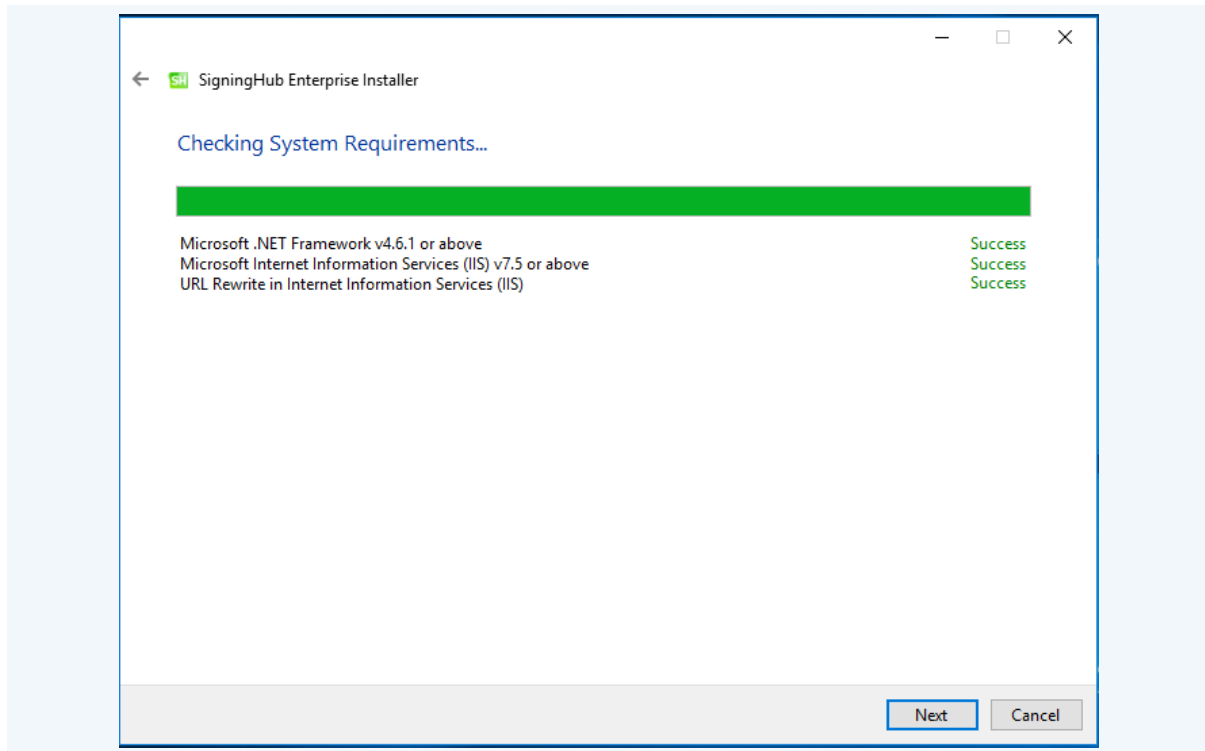 SH SigningHub Enterprise Installer
Checking System Requirements...
Microsoft .NET Framework v4.6.1 or above Success
Microsoft Internet Information Services (IIS) v7.5 or above Success
URL Rewrite in Internet Information Services (IIS) Success
Next Cancel